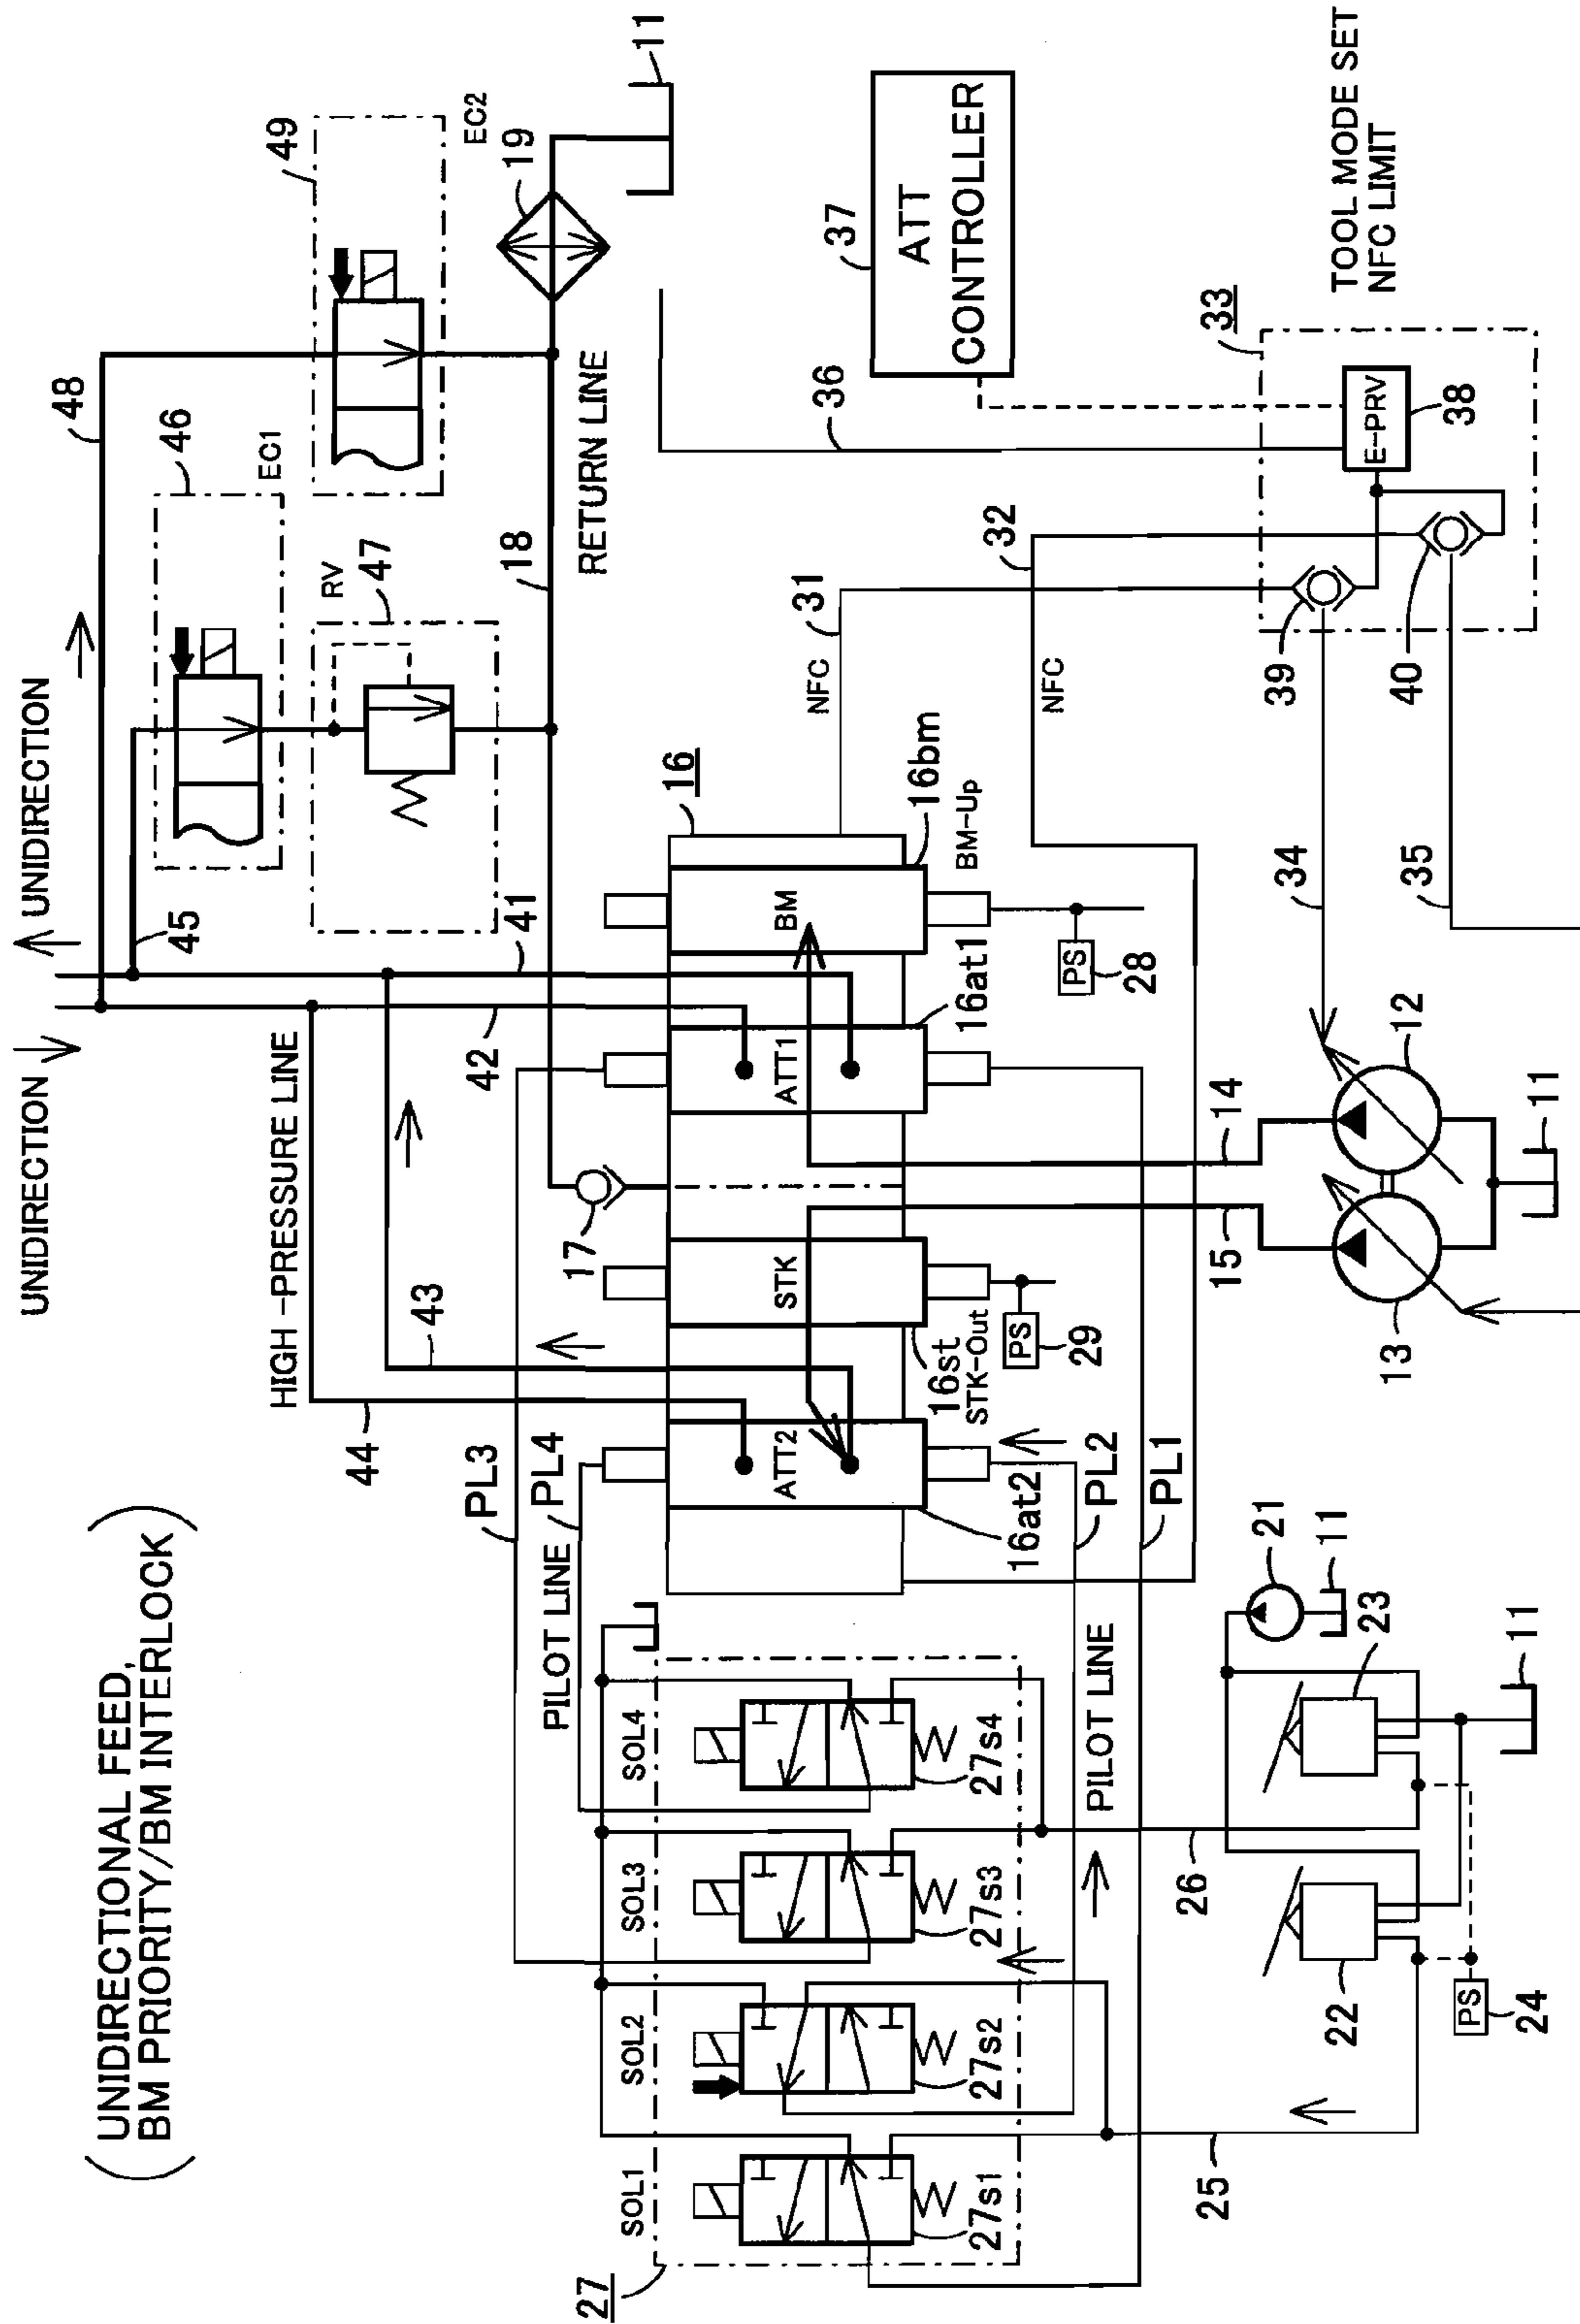 (UNIDIRECTIONAL FEED,
BM PRIORITY/BM INTERLOCK)
UNIDIRECTION
UNIDIRECTION
HIGH -PRESSURE LINE
48
46
EC1
49
EC2
19
11
45
RV
47
41
42
18
RETURN LINE
44
43
PL3
PL4
PILOT LINE
17
16
16bm
BM
BM-Up
ATT1
16at1
STK
16st
STK-Out
ATT2
16at2
PS
28
PS
29
NFC
31
NFC
32
36
37
ATT
CONTROLLER
33
TOOL MODE SET
NFC LIMIT
E-PRV
38
39
40
34
35
14
15
12
13
11
PL2
PL1
PILOT LINE
SOL1
SOL2
SOL3
SOL4
27s1
27s2
27s3
27s4
27
25
26
21
11
23
22
11
PS
24